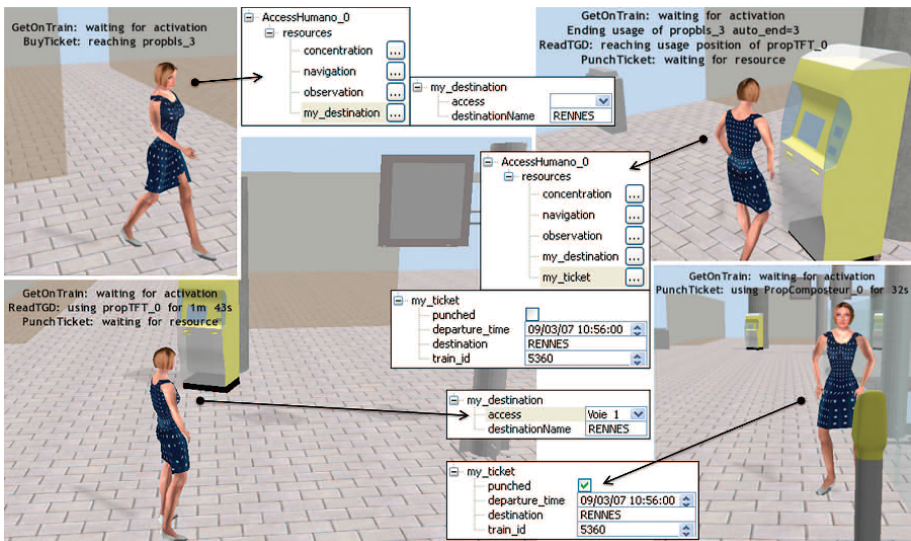 GetOnTrain: waiting for activation
BuyTicket: reaching propbls_3
AccessHumano_0
resources
concentration ...
navigation ...
observation ...
my_destination ...
my_destination
access
destinationName RENNES
GetOnTrain: waiting for activation
Ending usage of propbls_3 auto_end=3
ReadTGD: reaching usage position of propTFT_0
PunchTicket: waiting for resource
AccessHumano_0
resources
concentration ...
navigation ...
observation ...
my_destination ...
my_ticket ...
my_ticket
punched
departure_time 09/03/07 10:56:00
destination RENNES
train_id 5360
GetOnTrain: waiting for activation
ReadTGD: using propTFT_0 for 1m 43s
PunchTicket: waiting for resource
my_destination
access Voie 1
destinationName RENNES
GetOnTrain: waiting for activation
PunchTicket: using PropComposteur_0 for 32s
my_ticket
punched
departure_time 09/03/07 10:56:00
destination RENNES
train_id 5360